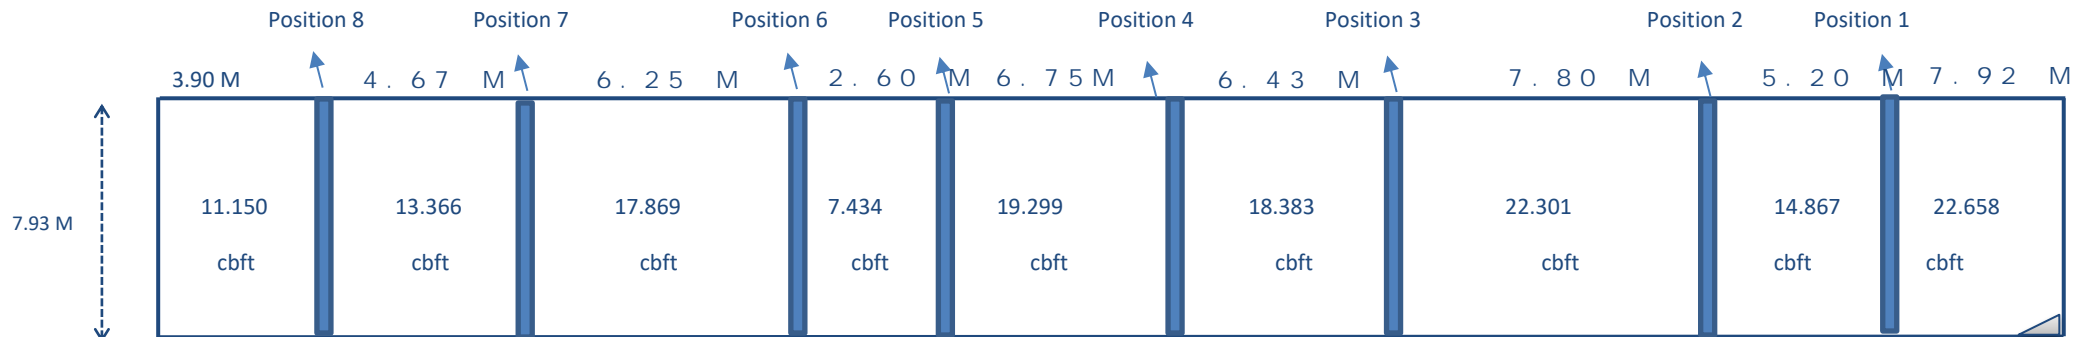 Position 8 Position 7 Position 6 Position 5 Position 4 Position 3 Position 2 Position 1
3.90 M 4.67 M 6.25 M 2.60 M 6.75M 6.43 M 7.80 M 5.20 M 7.92 M
11.150 13.366 17.869 7.434 19.299 18.383 22.301 14.867 22.658
7.93 M
cbft cbft cbft cbft cbft cbft cbft cbft cbft